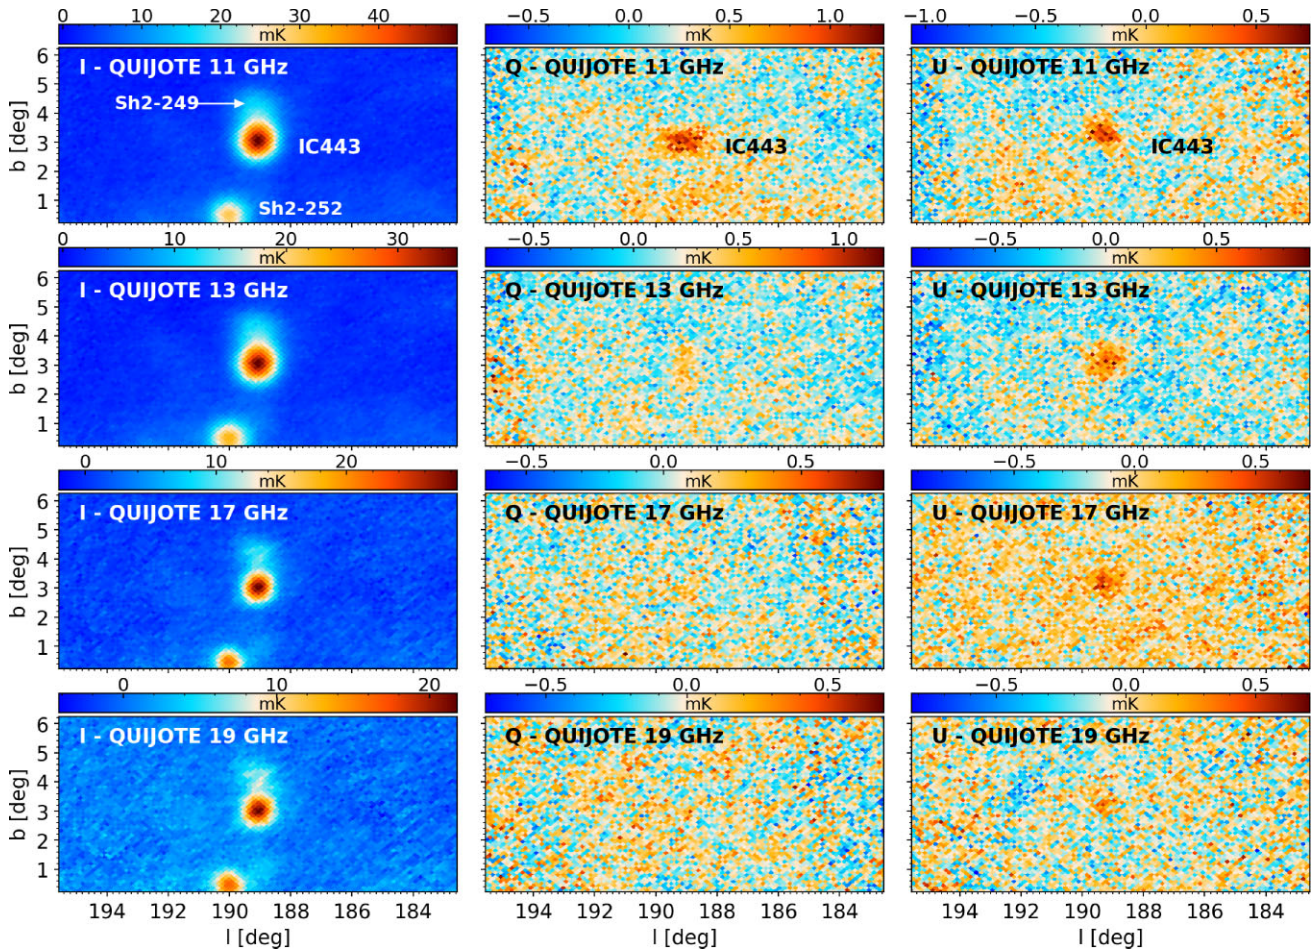 0 20 40 −0.5 0.0 0.5 1.0 −1.0 −0.5 0.0 0.5
mK mK mK
6 I - QUIJOTE 11 GHz Q - QUIJOTE 11 GHz U - QUIJOTE 11 GHz
5
Sh2-249
4
b [deg]
3 IC443 IC443 IC443
2
1 Sh2-252
0 10 20 30 −0.5 0.0 0.5 1.0 −0.5 0.0 0.5
mK mK mK
6 I - QUIJOTE 13 GHz Q - QUIJOTE 13 GHz U - QUIJOTE 13 GHz
5
4
b [deg]
3
2
1
0 10 20 −0.5 0.0 0.5 −0.5 0.0 0.5
mK mK mK
6 I - QUIJOTE 17 GHz Q - QUIJOTE 17 GHz U - QUIJOTE 17 GHz
5
4
b [deg]
3
2
1
0 10 20 −0.5 0.0 0.5 −0.5 0.0 0.5
mK mK mK
6 I - QUIJOTE 19 GHz Q - QUIJOTE 19 GHz U - QUIJOTE 19 GHz
5
4
b [deg]
3
2
1
194 192 190 188 186 184 194 192 190 188 186 184 194 192 190 188 186 184
l [deg] l [deg] l [deg]